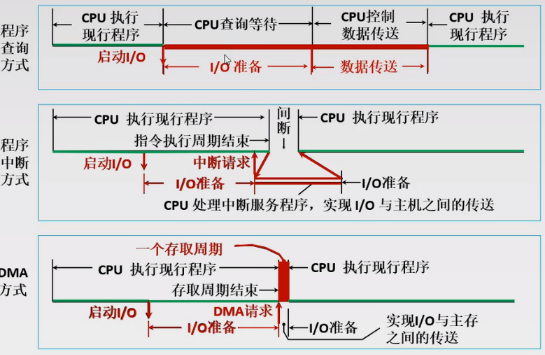 程序
查询
方式
CPU 执行
现行程序
CPU查询等待
CPU控制
数据传送
CPU 执行
现行程序
启动I/O
I/O 准备
数据传送
程序
中断
方式
CPU 执行现行程序
间
断
CPU 执行现行程序
指令执行周期结束
启动I/O
中断请求
I/O准备
I/O准备
CPU 处理中断服务程序，实现 I/O 与主机之间的传送
DMA
方式
一个存取周期
CPU 执行现行程序
CPU 执行现行程序
存取周期结束
启动I/O
DMA请求
I/O准备
I/O准备
实现I/O与主存
之间的传送